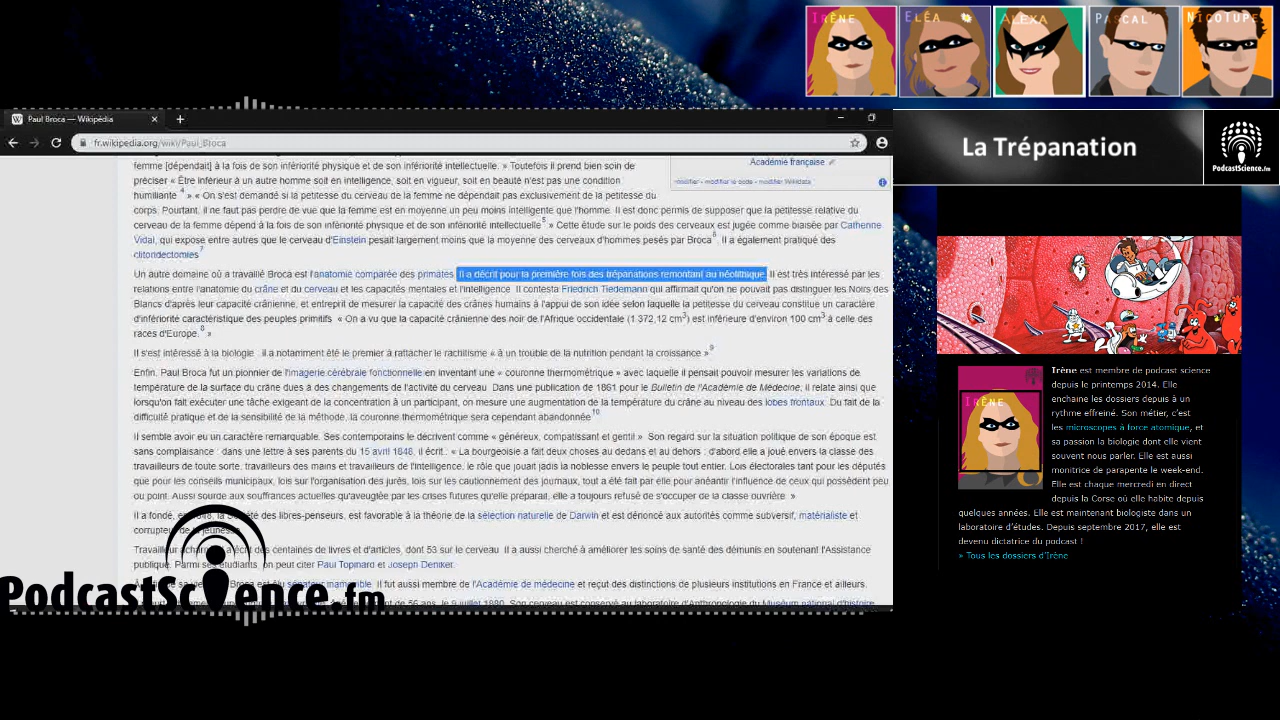 IRÈNE
ELÉA
ALEXA
PASCAL
NICOTUPE
Paul Broca — Wikipédia
fr.wikipedia.org/wiki/Paul_Broca
La Trépanation
PodcastScience.fm
femme [dépendait] à la fois de son infériorité physique et de son infériorité intellectuelle. » Toutefois il prend bien soin de
préciser « Être inférieur à un autre homme soit en intelligence, soit en vigueur, soit en beauté n'est pas une condition
humiliante 4 » « On s'est demandé si la petitesse du cerveau de la femme ne dépendait pas exclusivement de la petitesse du
corps. Pourtant, il ne faut pas perdre de vue que la femme est en moyenne un peu moins intelligente que l'homme. Il est donc permis de supposer que la petitesse relative du
cerveau de la femme dépend à la fois de son infériorité physique et de son infériorité intellectuelle 5 » Cette étude sur le poids des cerveaux est jugée comme biaisée par Catherine
Vidal, qui expose entre autres que le cerveau d'Einstein pesait largement moins que la moyenne des cerveaux d'hommes pesés par Broca 6. Il a également pratiqué des
clitoridectomies 7
Académie française
modifier - modifier le code - modifier Wikidata
Un autre domaine où a travaillé Broca est l'anatomie comparée des primates Il a décrit pour la première fois des trépanations remontant au néolithique. Il est très intéressé par les
relations entre l'anatomie du crâne et du cerveau et les capacités mentales et l'intelligence. Il contesta Friedrich Tiedemann qui affirmait qu'on ne pouvait pas distinguer les Noirs des
Blancs d'après leur capacité crânienne, et entreprit de mesurer la capacité des crânes humains à l'appui de son idée selon laquelle la petitesse du cerveau constitue un caractère
d'infériorité caractéristique des peuples primitifs « On a vu que la capacité crânienne des noir de l'Afrique occidentale (1 372,12 cm3) est inférieure d'environ 100 cm3 à celle des
races d'Europe. 8 »
Il s'est intéressé à la biologie : il a notamment été le premier à rattacher le rachitisme « à un trouble de la nutrition pendant la croissance » 9
Enfin, Paul Broca fut un pionnier de l'imagerie cérébrale fonctionnelle en inventant une « couronne thermométrique » avec laquelle il pensait pouvoir mesurer les variations de
température de la surface du crâne dues à des changements de l'activité du cerveau. Dans une publication de 1861 pour le Bulletin de l'Académie de Médecine, il relate ainsi que
lorsqu'on fait exécuter une tâche exigeant de la concentration à un participant, on mesure une augmentation de la température du crâne au niveau des lobes frontaux. Du fait de la
difficulté pratique et de la sensibilité de la méthode, la couronne thermométrique sera cependant abandonnée 10
Il semble avoir eu un caractère remarquable. Ses contemporains le décrivent comme « généreux, compatissant et gentil ». Son regard sur la situation politique de son époque est
sans complaisance : dans une lettre à ses parents du 15 avril 1848, il écrit : « La bourgeoisie a fait deux choses au dedans et au dehors : d'abord elle a joué envers la classe des
travailleurs de toute sorte, travailleurs des mains et travailleurs de l'intelligence, le rôle que jouait jadis la noblesse envers le peuple tout entier. Lois électorales tant pour les députés
que pour les conseils municipaux, lois sur l'organisation des jurés, lois sur les cautionnement des journaux, tout a été fait par elle pour anéantir l'influence de ceux qui possèdent peu
ou point. Aussi sourde aux souffrances actuelles qu'aveuglée par les crises futures qu'elle préparait, elle a toujours refusé de s'occuper de la classe ouvrière. »
Il a fondé, en société des libres-penseurs, est favorable à la théorie de la sélection naturelle de Darwin et est dénoncé aux autorités comme subversif, matérialiste et
corrupteur de la jeunesse
Travailleur acharné a écrit des centaines de livres et d'articles, dont 53 sur le cerveau. Il a aussi cherché à améliorer les soins de santé des démunis en soutenant l'Assistance
publique. Parmi ses étudiants, on peut citer Paul Topinard et Joseph Deniker.
est élu sénateur inamovible. Il fut aussi membre de l'Académie de médecine et reçut des distinctions de plusieurs institutions en France et ailleurs.
de 56 ans, le 9 juillet 1880. Son cerveau est conservé au laboratoire d'Anthropologie du Muséum national d'histoire
PodcastScience.fm
IRÈNE
Irène est membre de podcast science
depuis le printemps 2014. Elle
enchaine les dossiers depuis à un
rythme effreiné. Son métier, c'est
les microscopes à force atomique, et
sa passion la biologie dont elle vient
souvent nous parler. Elle est aussi
monitrice de parapente le week-end.
Elle est chaque mercredi en direct
depuis la Corse où elle habite depuis
quelques années. Elle est maintenant biologiste dans un
laboratoire d'études. Depuis septembre 2017, elle est
devenu dictatrice du podcast !
» Tous les dossiers d'Irène